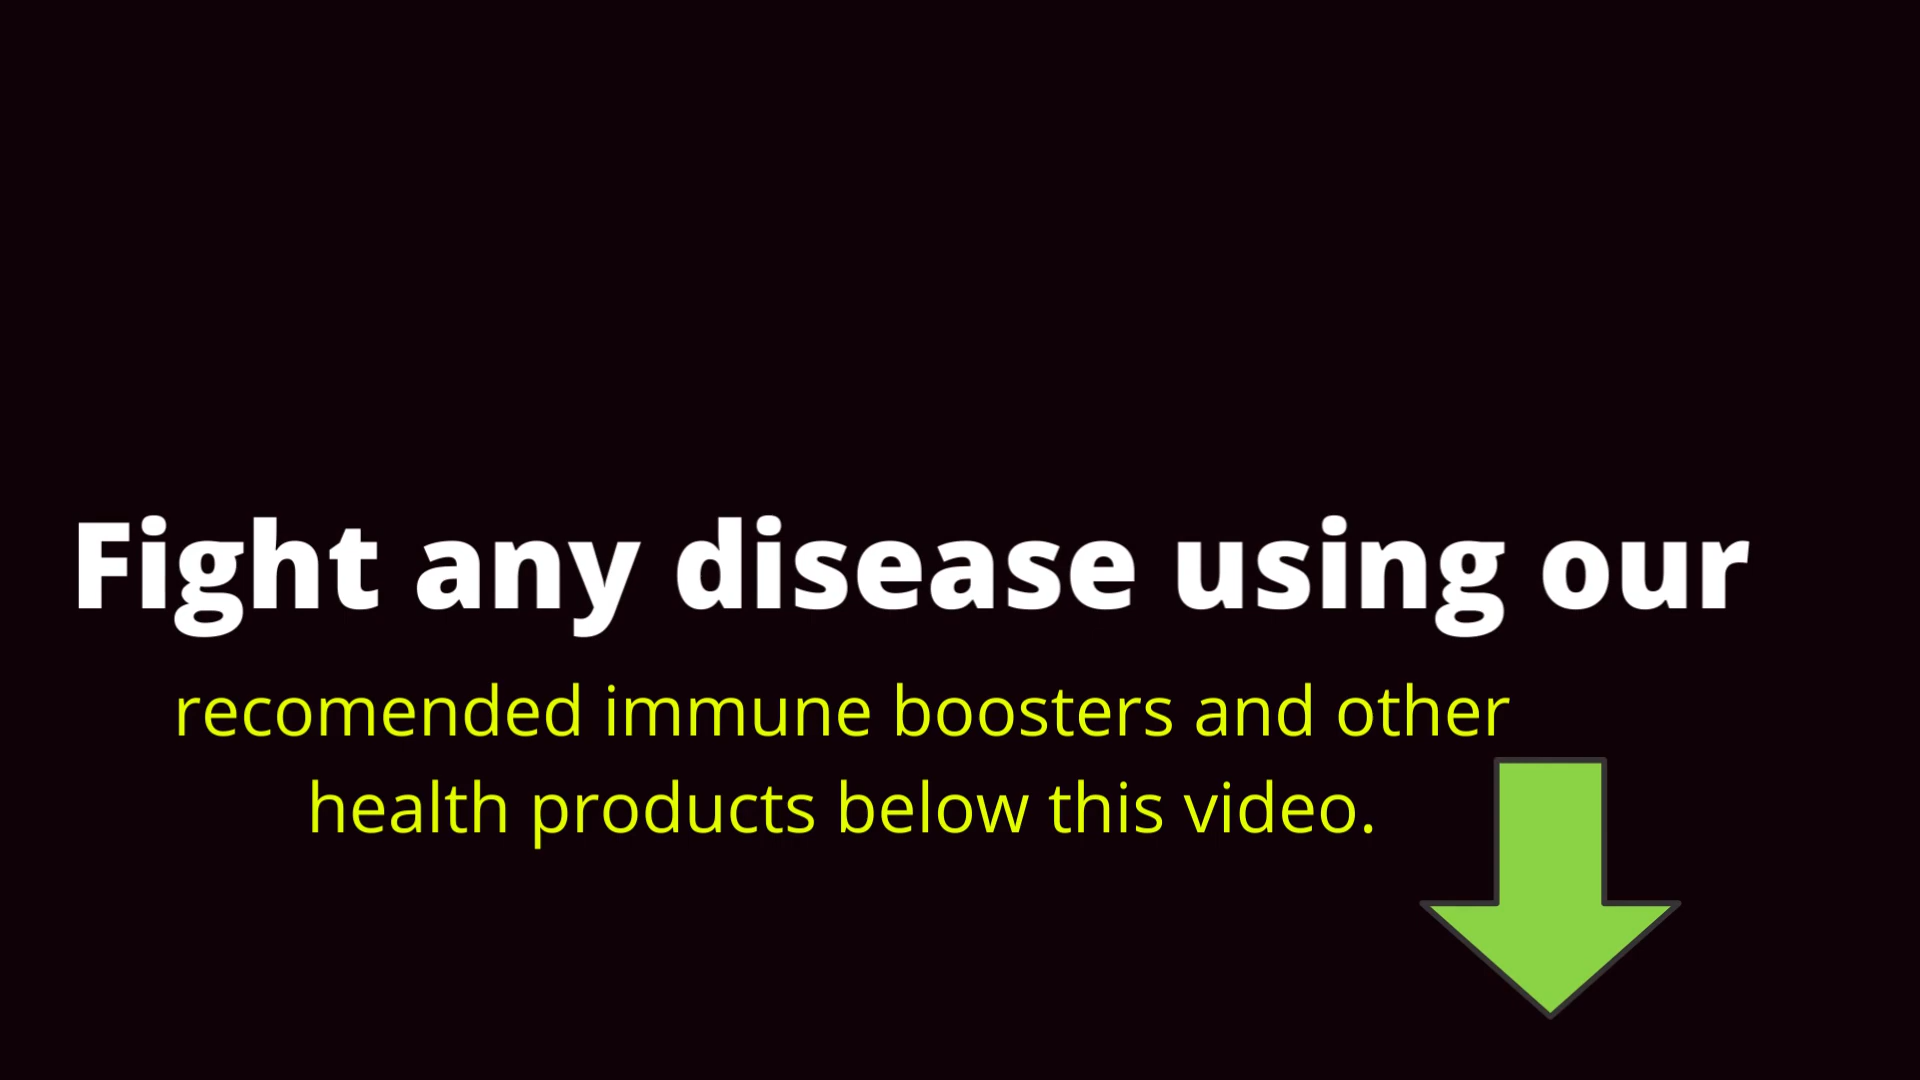 Fight any disease using our
recomended immune boosters and other
health products below this video.